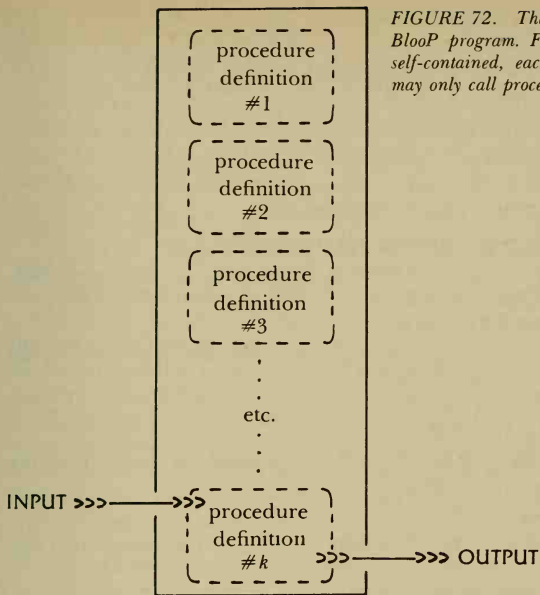 FIGURE 72. Th
BlooP program. F
self-contained, eac
may only call proce
procedure
definition
#1
procedure
definition
#2
procedure
definition
#3
etc.
INPUT >>> >>> procedure
definition
#k >>> >>> OUTPUT